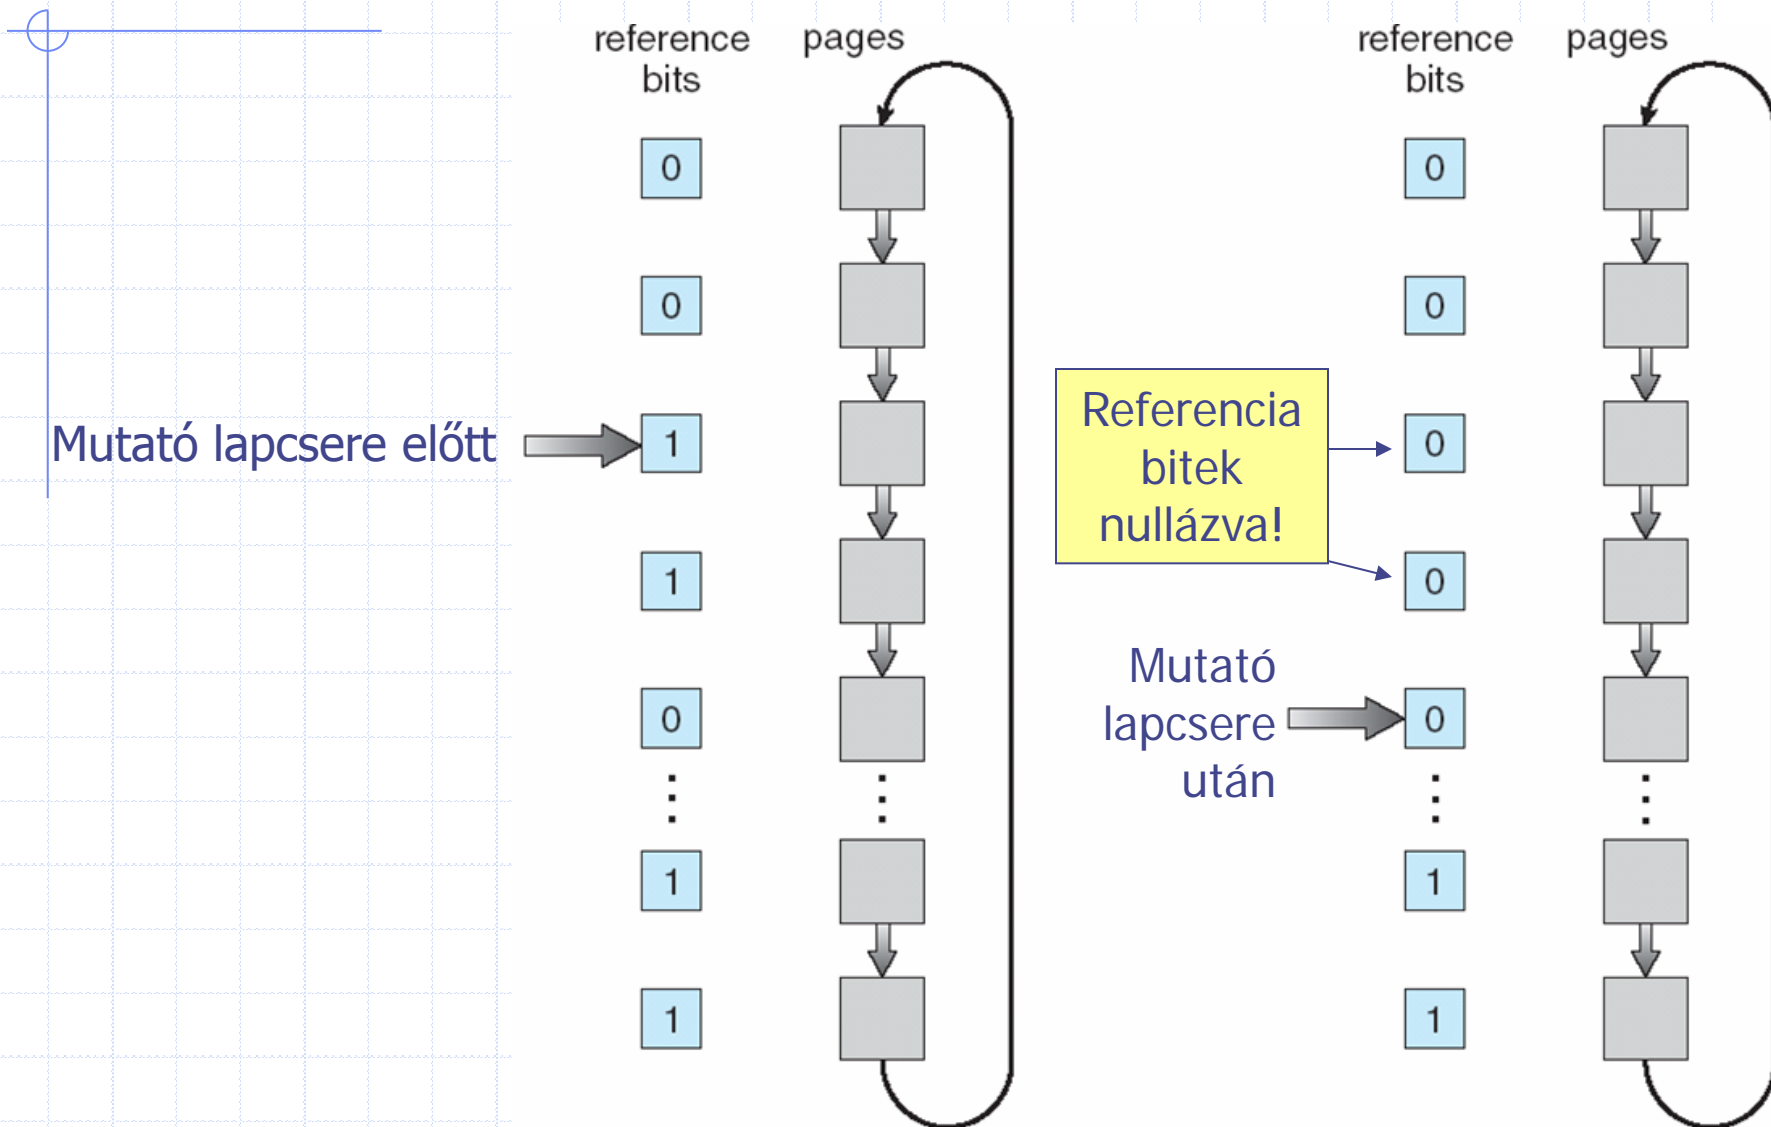 reference pages
bits
0
0
Mutató lapcsere előtt 1
1
0
1
1
reference pages
bits
0
0
Referencia
bitek
nullázva!
0
0
Mutató
lapcsere
után
0
1
1